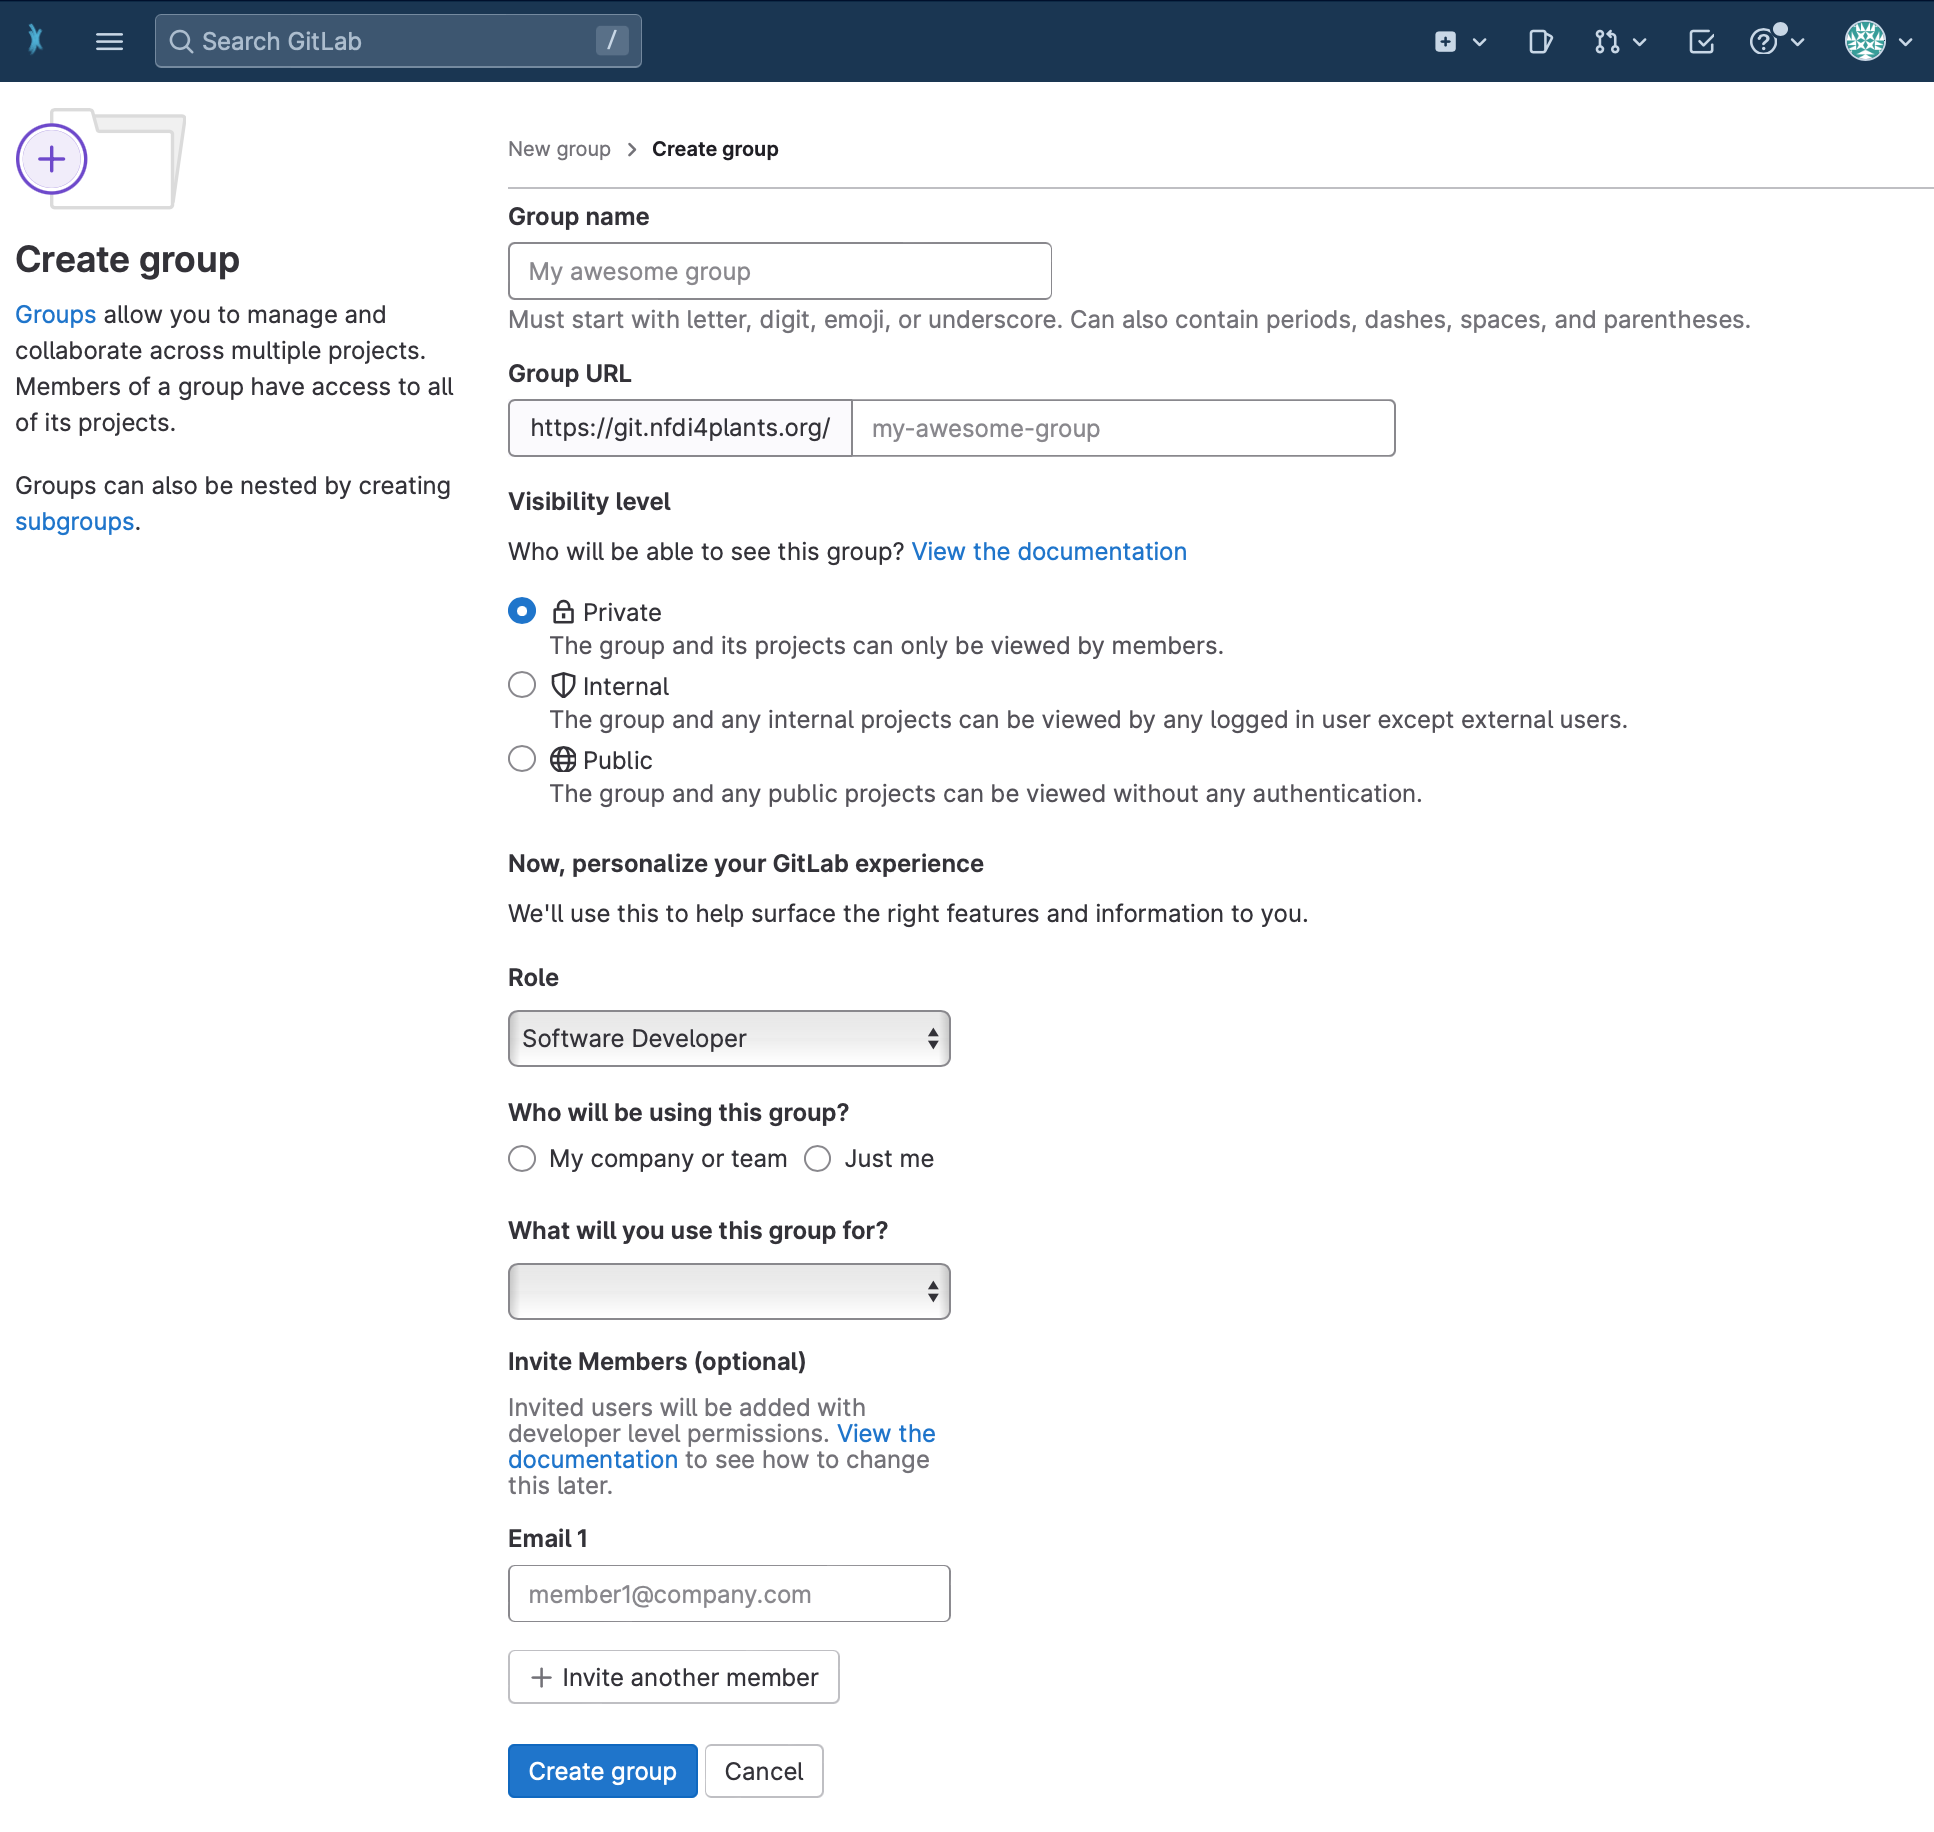 Search GitLab /
New group > Create group
Create group
Groups allow you to manage and
collaborate across multiple projects.
Members of a group have access to all
of its projects.
Groups can also be nested by creating
subgroups.
Group name
My awesome group
Must start with letter, digit, emoji, or underscore. Can also contain periods, dashes, spaces, and parentheses.
Group URL
https://git.nfdi4plants.org/ my-awesome-group
Visibility level
Who will be able to see this group? View the documentation
Private
The group and its projects can only be viewed by members.
Internal
The group and any internal projects can be viewed by any logged in user except external users.
Public
The group and any public projects can be viewed without any authentication.
Now, personalize your GitLab experience
We'll use this to help surface the right features and information to you.
Role
Software Developer
Who will be using this group?
My company or team Just me
What will you use this group for?
Invite Members (optional)
Invited users will be added with
developer level permissions. View the
documentation to see how to change
this later.
Email 1
member1@company.com
+ Invite another member
Create group Cancel